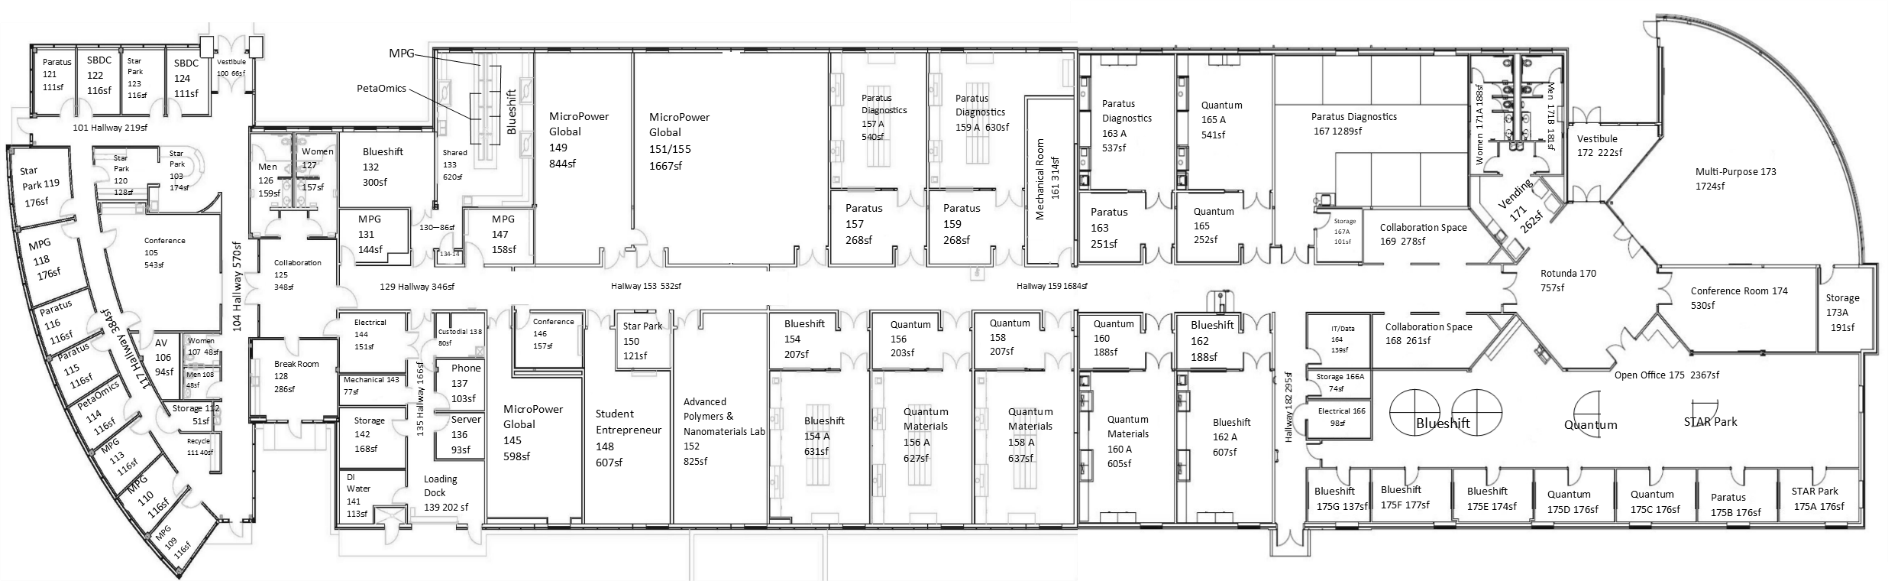 MPG
PetaOmics
Blueshift
Paratus
121
111sf
SBDC
122
116sf
Star
Park
123
116sf
SBDC
124
111sf
Vestibule
100 66sf
101 Hallway 219sf
Star
Park 119
176sf
Star
Park
120
128sf
Star
Park
103
174sf
MPG
118
176sf
Conference
105
543sf
104 Hallway 570sf
Paratus
116
116sf
117 Hallway 384sf
Paratus
115
116sf
PetaOmics
114
116sf
MPG
113
116sf
MPG
110
116sf
MPG
109
116sf
AV
106
94sf
Women
107 48sf
Men 108
48sf
Storage 112
51sf
Recycle
111 40sf
Men
126
159sf
Women
127
157sf
Collaboration
125
348sf
Break Room
128
286sf
Blueshift
132
300sf
Shared
133
620sf
MPG
131
144sf
130—86sf
134-14
MPG
147
158sf
129 Hallway 346sf
Electrical
144
151sf
Custodial 138
80sf
Mechanical 143
77sf
135 Hallway 166sf
Phone
137
103sf
Storage
142
168sf
Server
136
93sf
DI
Water
141
113sf
Loading
Dock
139 202 sf
MicroPower
Global
149
844sf
MicroPower
Global
151/155
1667sf
Hallway 153 532sf
MicroPower
Global
145
598sf
Conference
146
157sf
Star Park
150
121sf
Student
Entrepreneur
148
607sf
Advanced
Polymers &
Nanomaterials Lab
152
825sf
Paratus
Diagnostics
157 A
540sf
Paratus
Diagnostics
159 A 630sf
Paratus
157
268sf
Paratus
159
268sf
Mechanical Room
161 314sf
Hallway 159 1684sf
Blueshift
154
207sf
Quantum
156
203sf
Quantum
158
207sf
Blueshift
154 A
631sf
Quantum
Materials
156 A
627sf
Quantum
Materials
158 A
637sf
Paratus
Diagnostics
163 A
537sf
Quantum
165 A
541sf
Paratus
163
251sf
Quantum
165
252sf
Quantum
160
188sf
Blueshift
162
188sf
Quantum
Materials
160 A
605sf
Blueshift
162 A
607sf
Hallway 182 295sf
Paratus Diagnostics
167 1289sf
Storage
167A
101sf
Collaboration Space
169 278sf
Women 171A 188sf
Men 171B 181sf
Vending
171
262sf
Vestibule
172 222sf
Multi-Purpose 173
1724sf
Rotunda 170
757sf
Conference Room 174
530sf
Storage
173A
191sf
IT/Data
164
159sf
Collaboration Space
168 261sf
Storage 166A
74sf
Electrical 166
98sf
Open Office 175 2367sf
Blueshift
Quantum
STAR Park
Blueshift
175G 137sf
Blueshift
175F 177sf
Blueshift
175E 174sf
Quantum
175D 176sf
Quantum
175C 176sf
Paratus
175B 176sf
STAR Park
175A 176sf